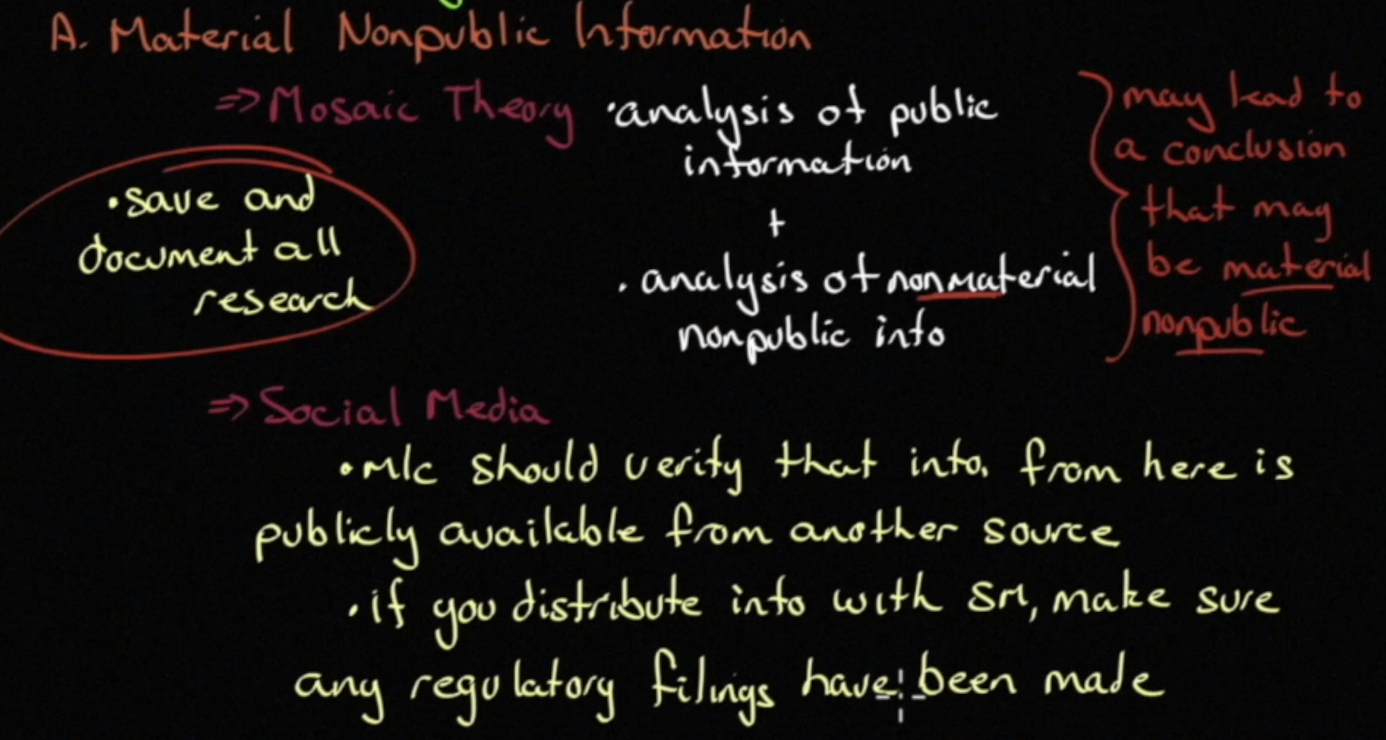 A. Material Nonpublic Information
⇒ Mosaic Theory
• analysis of public
information
+
• analysis of nonmaterial
nonpublic info
may lead to
a conclusion
that may
be material
nonpublic
• save and
document all
research
⇒ Social Media
• M/c should verify that info. from here is
publicly available from another source
• if you distribute info with SM, make sure
any regulatory filings have been made